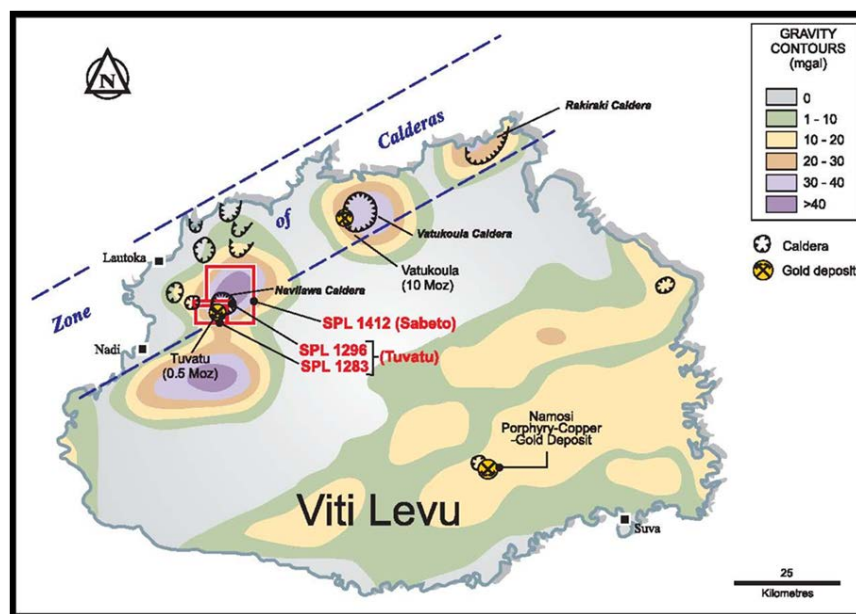 GRAVITY
CONTOURS
(mgal)
0
1 - 10
10 - 20
20 - 30
30 - 40
>40
Caldera
Gold deposit
N
Rakiraki Caldera
Calderas
of
Zone
Vatukoula Caldera
Vatukoula
(10 Moz)
Lautoka
Navilawa Caldera
SPL 1412 (Sabeto)
SPL 1296
SPL 1283
(Tuvatu)
Nadi
Tuvatu
(0.5 Moz)
Namosi
Porphyry-Copper
-Gold Deposit
Viti Levu
Suva
25
Kilometres